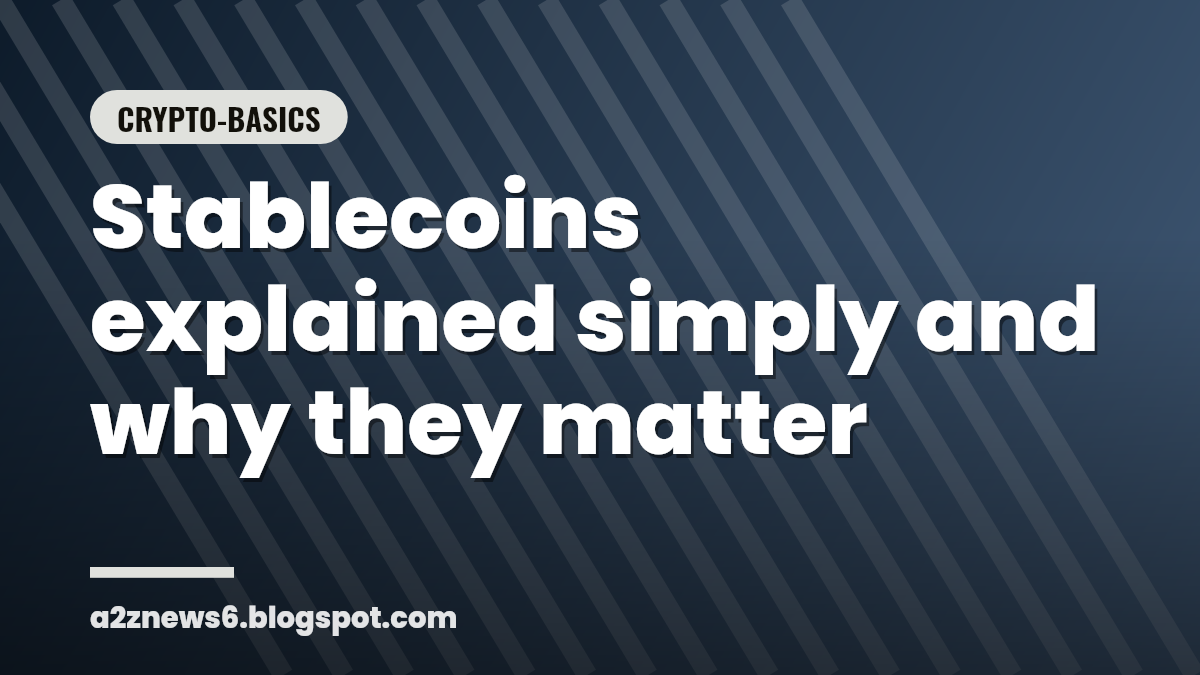 CRYPTO-BASICS
Stablecoins
explained simply and
why they matter
a2znews6.blogspot.com